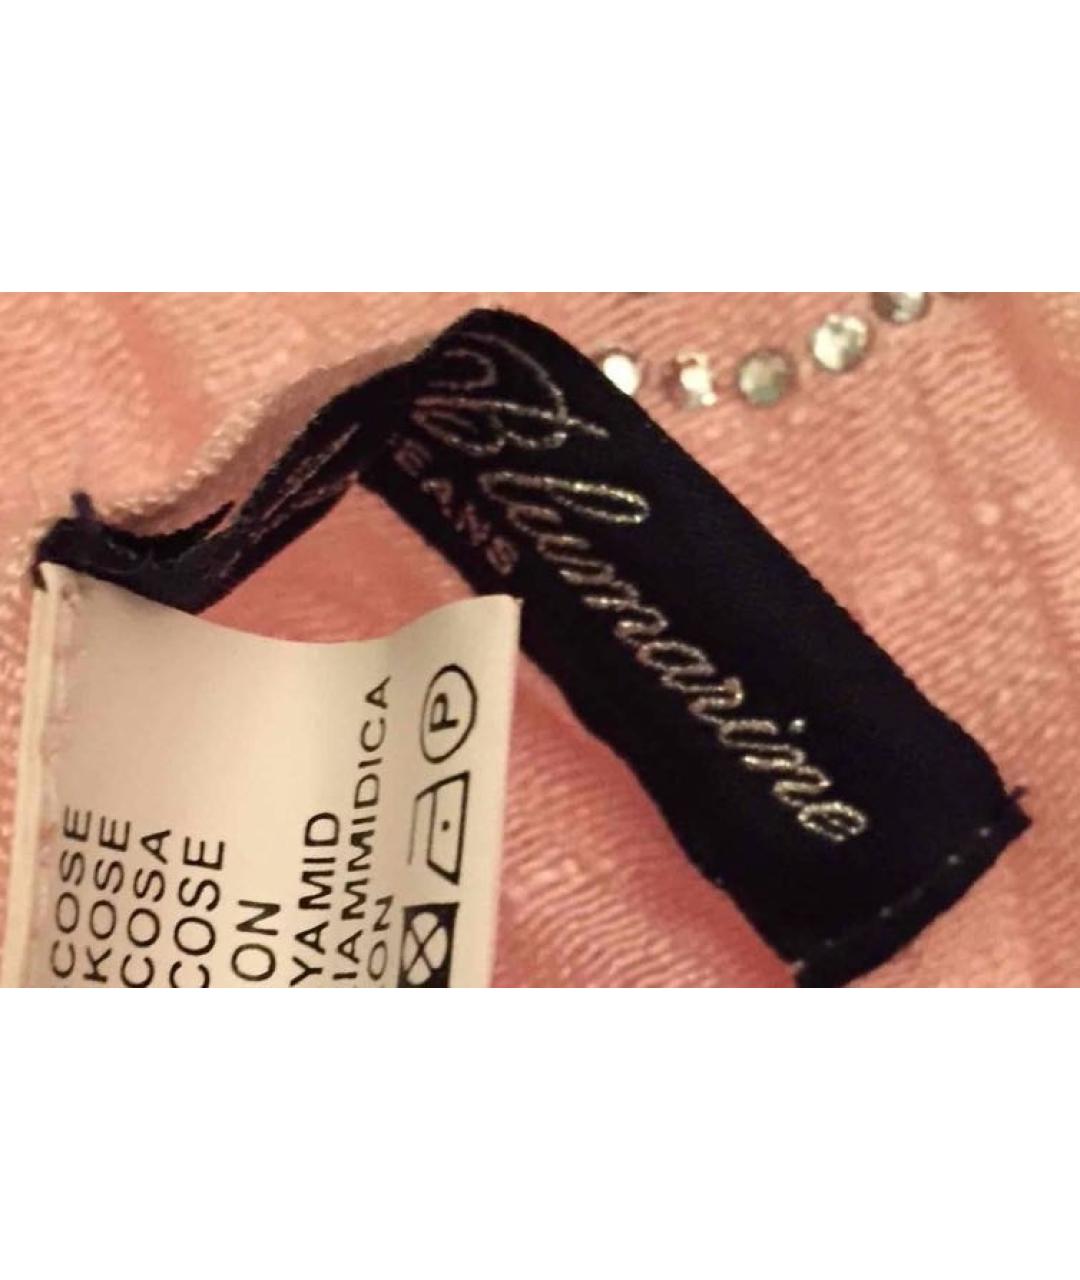 Blumarine
EANS
COSE
KOSE
COSA
COSE
ON
YAMID
IAMMIDICA
ON
P